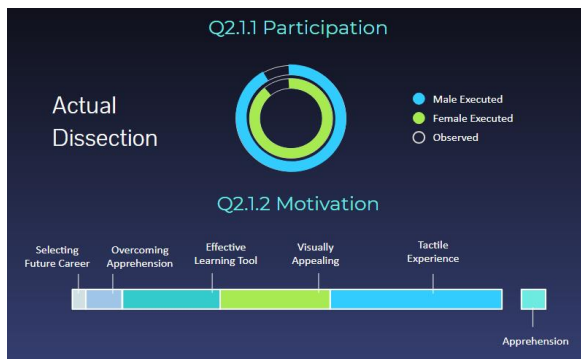 Q2.1.1 Participation
Actual
Dissection
Male Executed
Female Executed
Observed
Q2.1.2 Motivation
Selecting
Future Career
Overcoming
Apprehension
Effective
Learning Tool
Visually
Appealing
Tactile
Experience
Apprehension